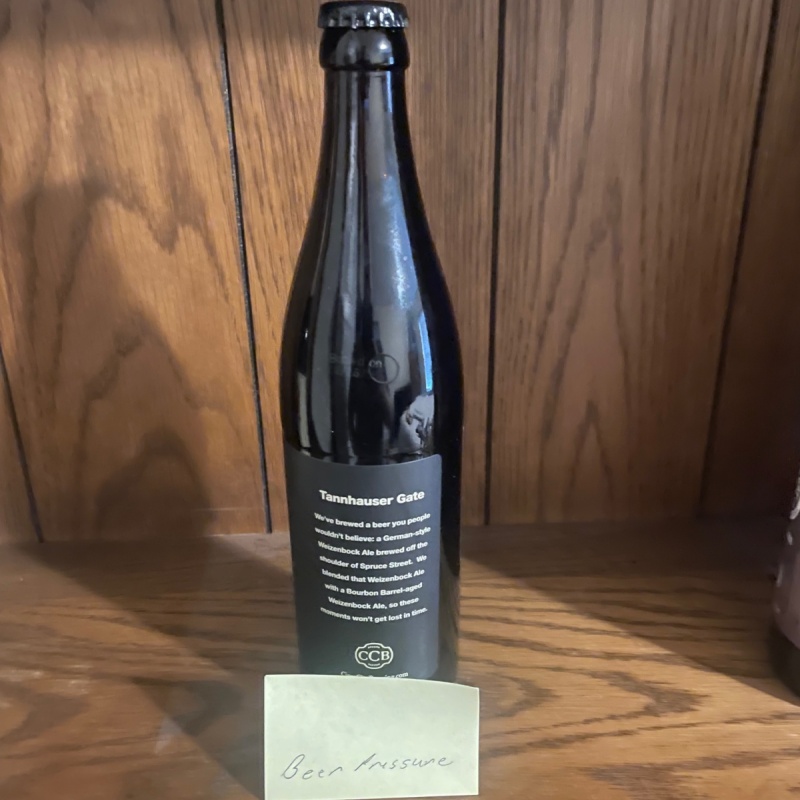 Tannhauser Gate
We've brewed a beer you people
wouldn't believe: a German-style
Weizenbock Ale brewed off the
shoulder of Spruce Street. We
blended that Weizenbock Ale
with a Bourbon Barrel-aged
Weizenbock Ale, so these
moments won't get lost in time.
CCB
Beer Pressure